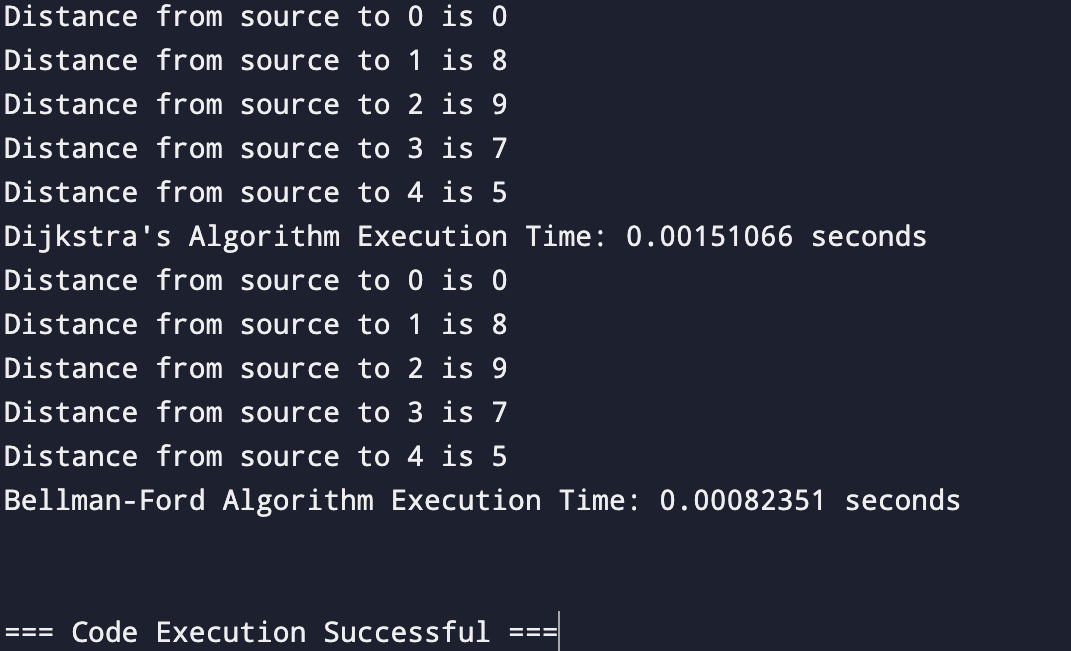 Distance from source to 0 is 0
Distance from source to 1 is 8
Distance from source to 2 is 9
Distance from source to 3 is 7
Distance from source to 4 is 5
Dijkstra's Algorithm Execution Time: 0.00151066 seconds
Distance from source to 0 is 0
Distance from source to 1 is 8
Distance from source to 2 is 9
Distance from source to 3 is 7
Distance from source to 4 is 5
Bellman-Ford Algorithm Execution Time: 0.00082351 seconds
=== Code Execution Successful ===